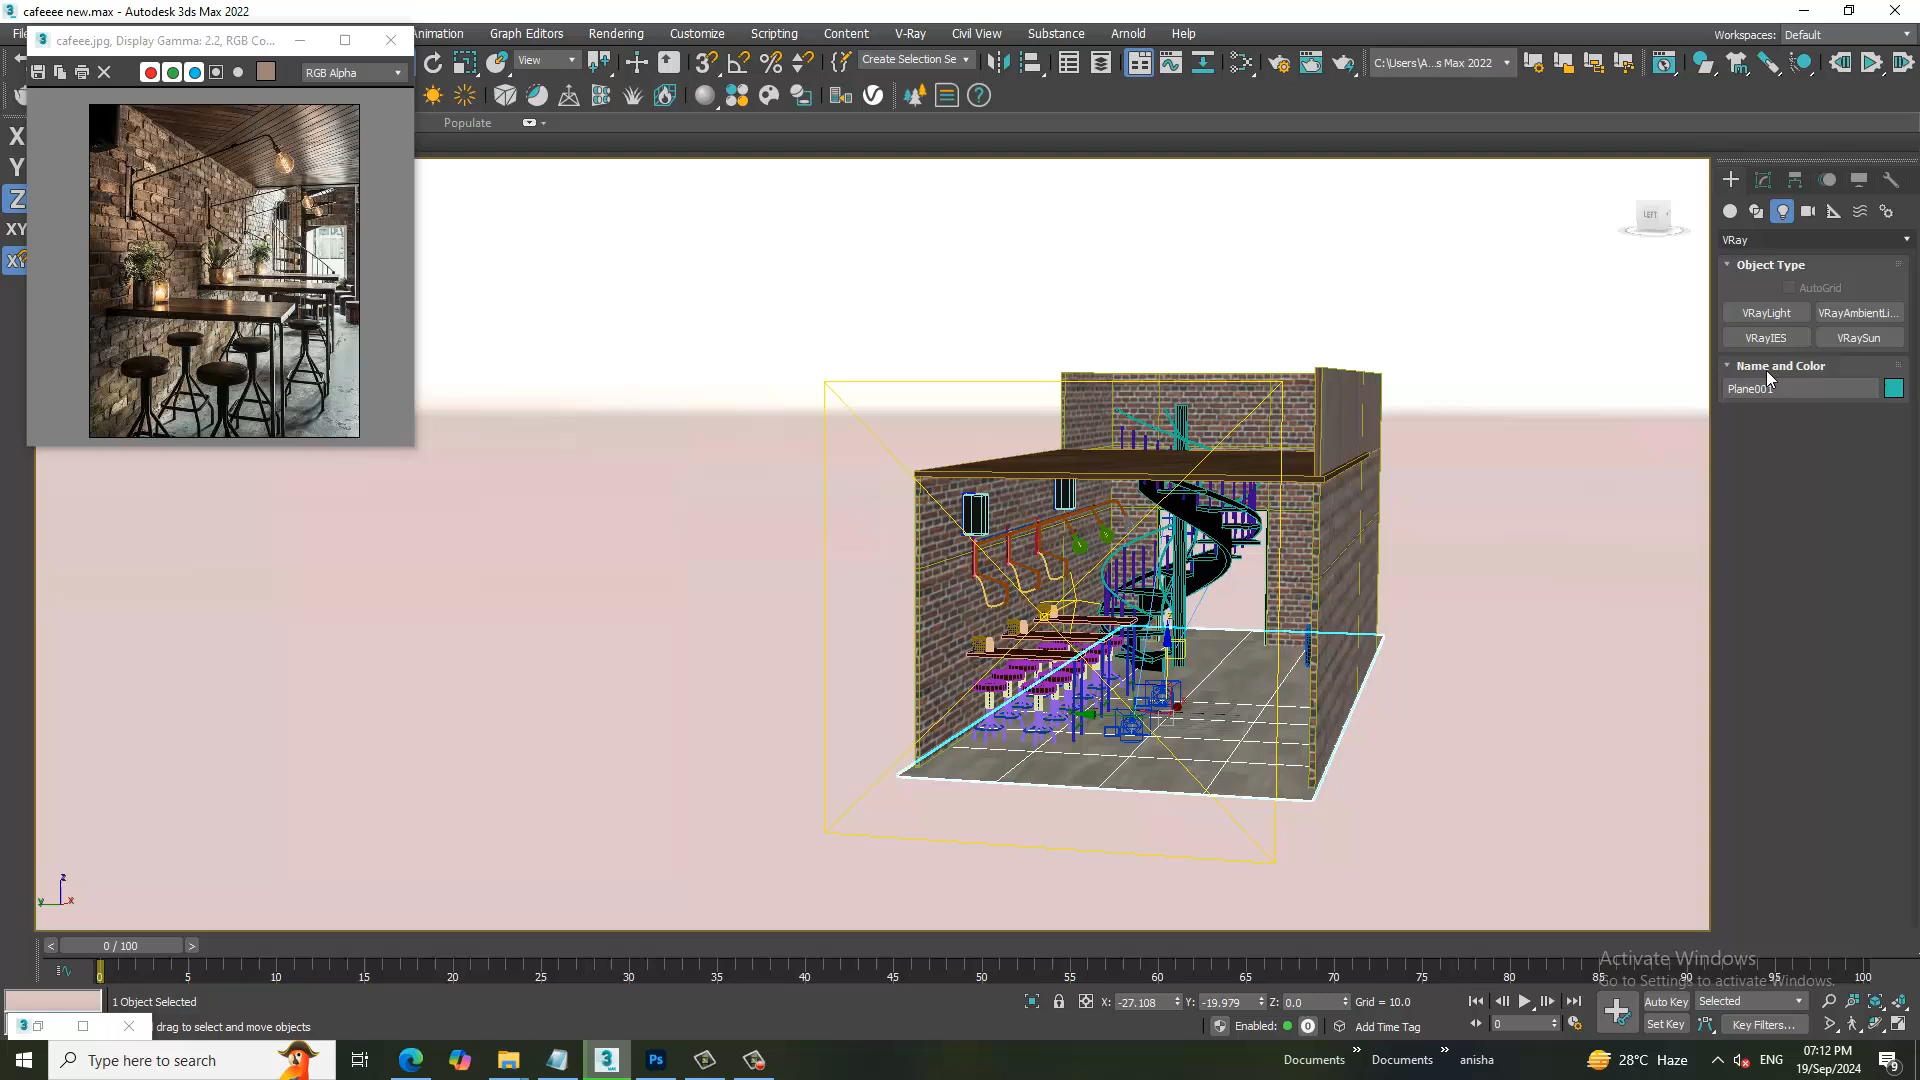 cafeeee new.max - Autodesk 3ds Max 2022
cafeee.jpg, Display Gamma: 2.2, RGB Co...
Animation
Graph Editors
Rendering
Customize
Scripting
Content
V-Ray
Civil View
Substance
Arnold
Help
Workspaces: Default
RGB Alpha
View
Create Selection Se
C:\Users\A...s Max 2022
Populate
X
Y
Z
XY
XY
LEFT
VRay
Object Type
AutoGrid
VRayLight
VRayAmbientLi...
VRayIES
VRaySun
Name and Color
Plane001
0 / 100
0 5 10 15 20 25 30 35 40 45 50 55 60 65 70 75 80 85 90 95 100
Activate Windows
Go to Settings to activate Windows.
1 Object Selected
X: -27.108 Y: -19.979 Z: 0.0 Grid = 10.0
Auto Key Selected
drag to select and move objects
Enabled: 0 Add Time Tag
0
Set Key Key Filters...
Type here to search
Documents
Documents
anisha
28°C Haze
ENG
07:12 PM
19/Sep/2024
9